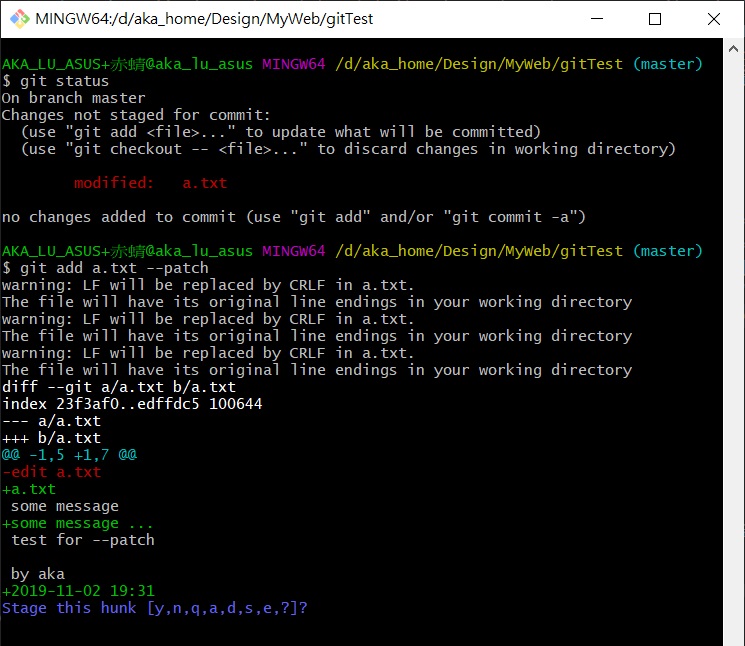 MINGW64:/d/aka_home/Design/MyWeb/gitTest
AKA_LU_ASUS+赤蜻@aka_lu_asus MINGW64 /d/aka_home/Design/MyWeb/gitTest (master)
$ git status
On branch master
Changes not staged for commit:
  (use "git add <file>..." to update what will be committed)
  (use "git checkout -- <file>..." to discard changes in working directory)
        modified:   a.txt
no changes added to commit (use "git add" and/or "git commit -a")
AKA_LU_ASUS+赤蜻@aka_lu_asus MINGW64 /d/aka_home/Design/MyWeb/gitTest (master)
$ git add a.txt --patch
warning: LF will be replaced by CRLF in a.txt.
The file will have its original line endings in your working directory
warning: LF will be replaced by CRLF in a.txt.
The file will have its original line endings in your working directory
warning: LF will be replaced by CRLF in a.txt.
The file will have its original line endings in your working directory
diff --git a/a.txt b/a.txt
index 23f3af0..edffdc5 100644
--- a/a.txt
+++ b/a.txt
@@ -1,5 +1,7 @@
-edit a.txt
+a.txt
 some message
+some message ...
 test for --patch
 by aka
+2019-11-02 19:31
Stage this hunk [y,n,q,a,d,s,e,?]?